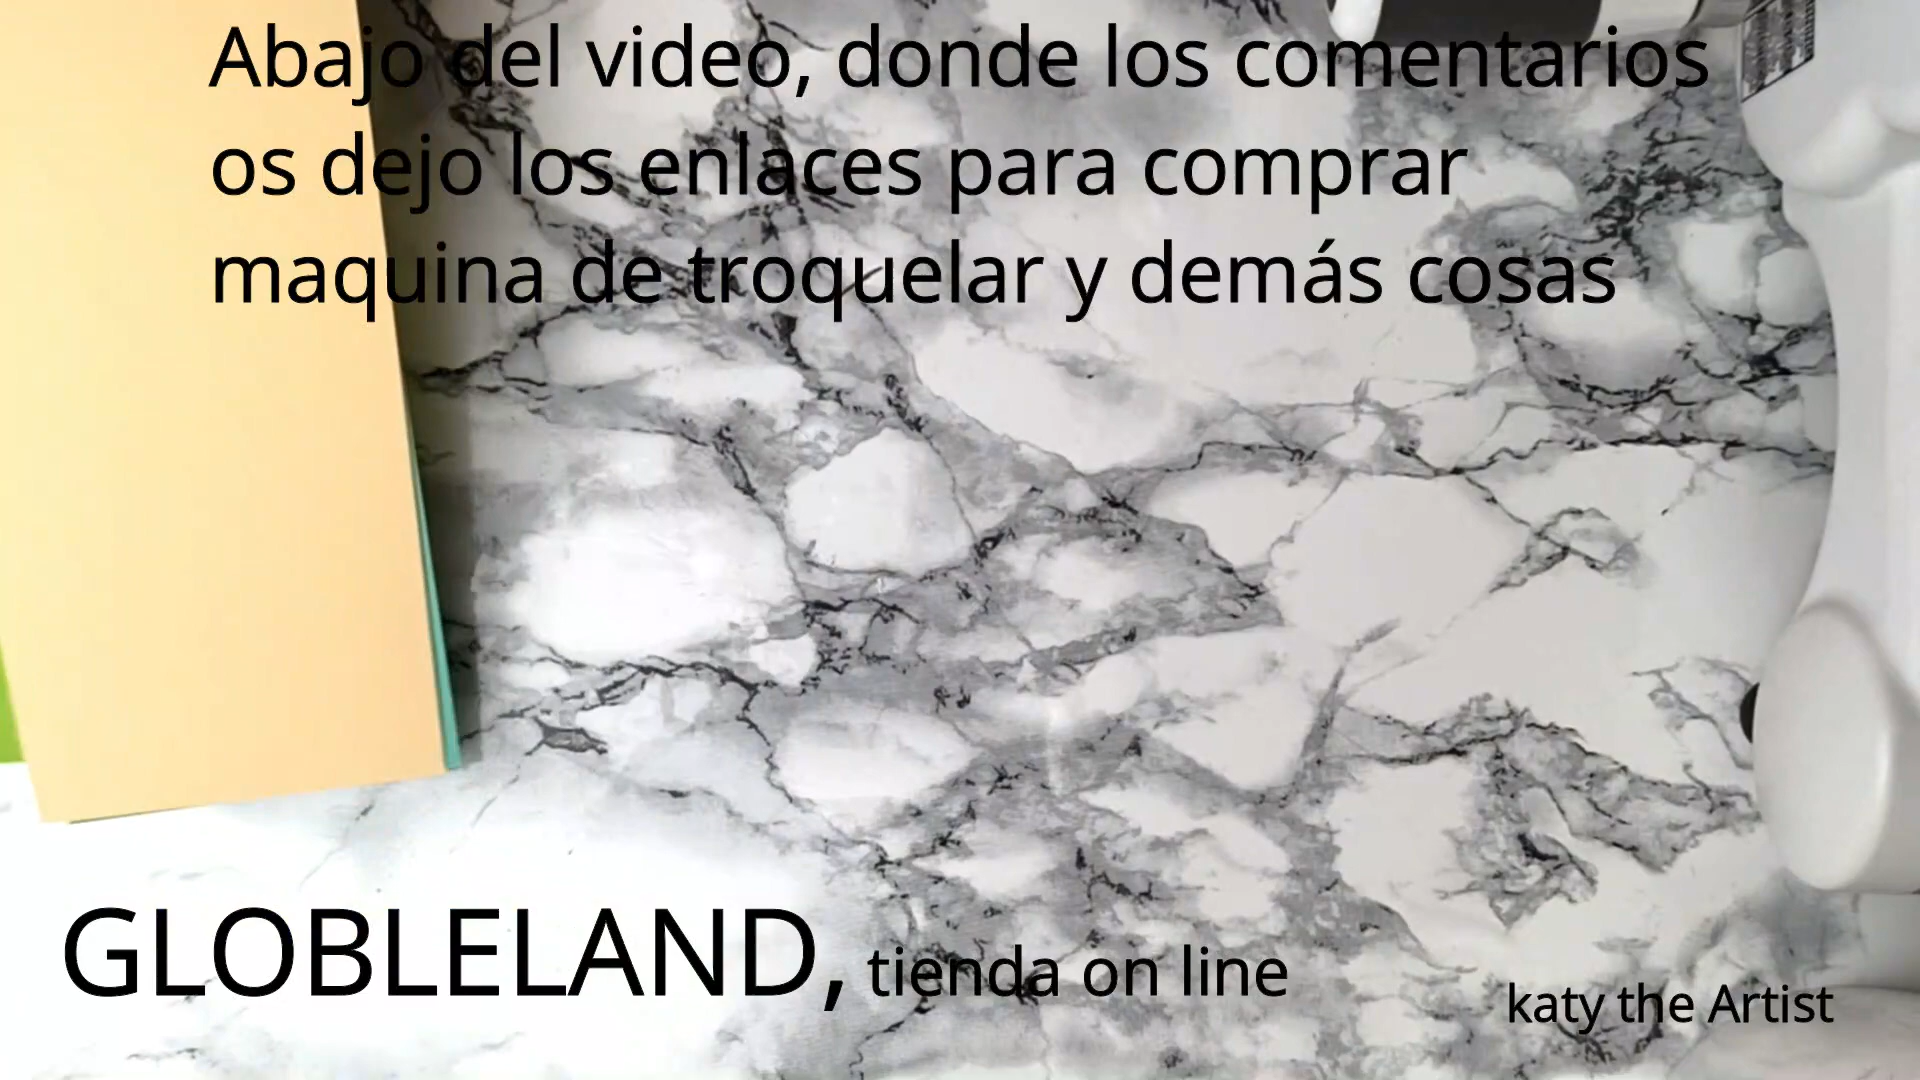 Abajo del video, donde los comentarios
os dejo los enlaces para comprar
maquina de troquelar y demás cosas
GLOBLELAND, tienda on line
katy the Artist